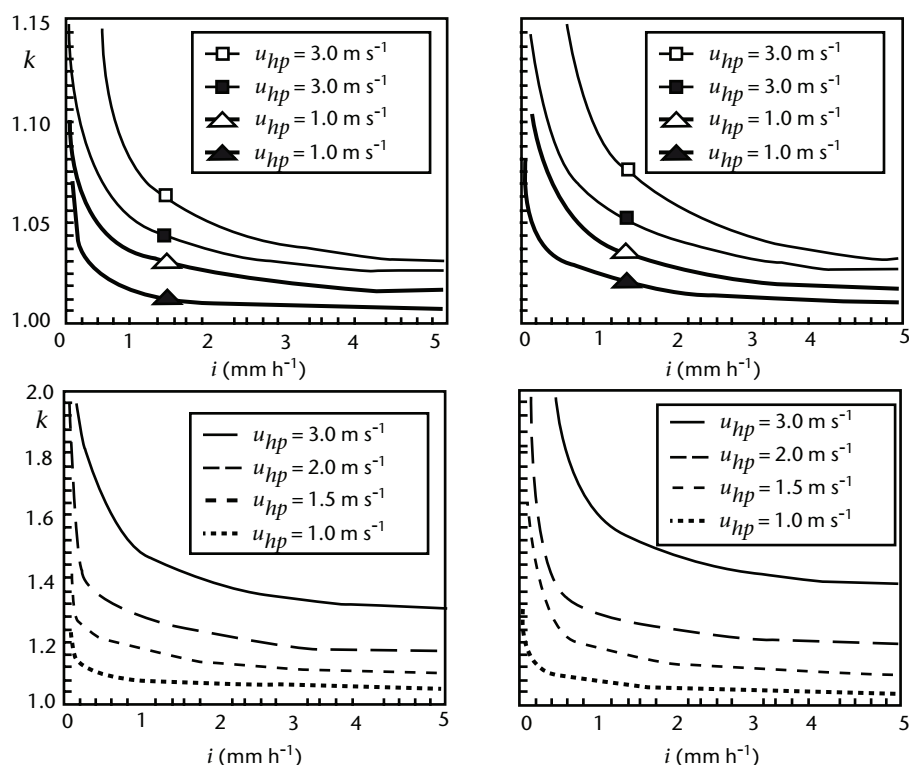 1.15
k
1.10
1.05
1.00
u_hp = 3.0 m s⁻¹
u_hp = 3.0 m s⁻¹
u_hp = 1.0 m s⁻¹
u_hp = 1.0 m s⁻¹
0 1 2 3 4 5
i (mm h⁻¹)
u_hp = 3.0 m s⁻¹
u_hp = 3.0 m s⁻¹
u_hp = 1.0 m s⁻¹
u_hp = 1.0 m s⁻¹
0 1 2 3 4 5
i (mm h⁻¹)
2.0
k
1.8
1.6
1.4
1.2
1.0
u_hp = 3.0 m s⁻¹
u_hp = 2.0 m s⁻¹
u_hp = 1.5 m s⁻¹
u_hp = 1.0 m s⁻¹
0 1 2 3 4 5
i (mm h⁻¹)
u_hp = 3.0 m s⁻¹
u_hp = 2.0 m s⁻¹
u_hp = 1.5 m s⁻¹
u_hp = 1.0 m s⁻¹
0 1 2 3 4 5
i (mm h⁻¹)